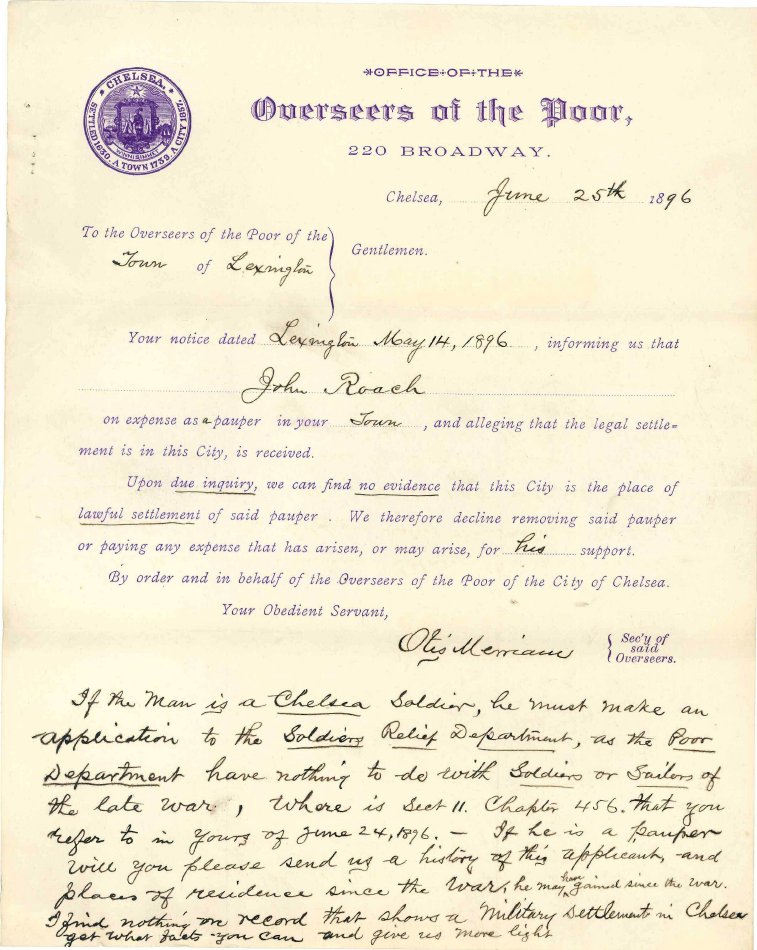 CHELSEA.
SETTLED 1630. A TOWN 1739. A CITY 1857.
WINNISIMMET
*OFFICE·OF·THE*
Overseers of the Poor,
220 BROADWAY.
Chelsea, June 25th 1896
To the Overseers of the Poor of the
Town of Lexington
Gentlemen.
Your notice dated Lexington May 14, 1896, informing us that
John Roach
on expense as a pauper in your Town, and alleging that the legal settle=
ment is in this City, is received.
Upon due inquiry, we can find no evidence that this City is the place of
lawful settlement of said pauper. We therefore decline removing said pauper
or paying any expense that has arisen, or may arise, for his support.
By order and in behalf of the Overseers of the Poor of the City of Chelsea.
Your Obedient Servant,
Otis Merriam
Sec'y of
said
Overseers.
If the Man is a Chelsea Soldier, he must make an
application to the Soldiers Relief Department, as the Poor
Department have nothing to do with Soldiers or Sailors of
the late war, Where is Sect 11. Chapter 456. that you
refer to in yours of June 24, 1896. – If he is a pauper
will you please send us a history of this applicant, and
places of residence since the War, he may have gained since the war.
I find nothing on record that shows a Military Settlement in Chelsea
get what facts you can and give us more light